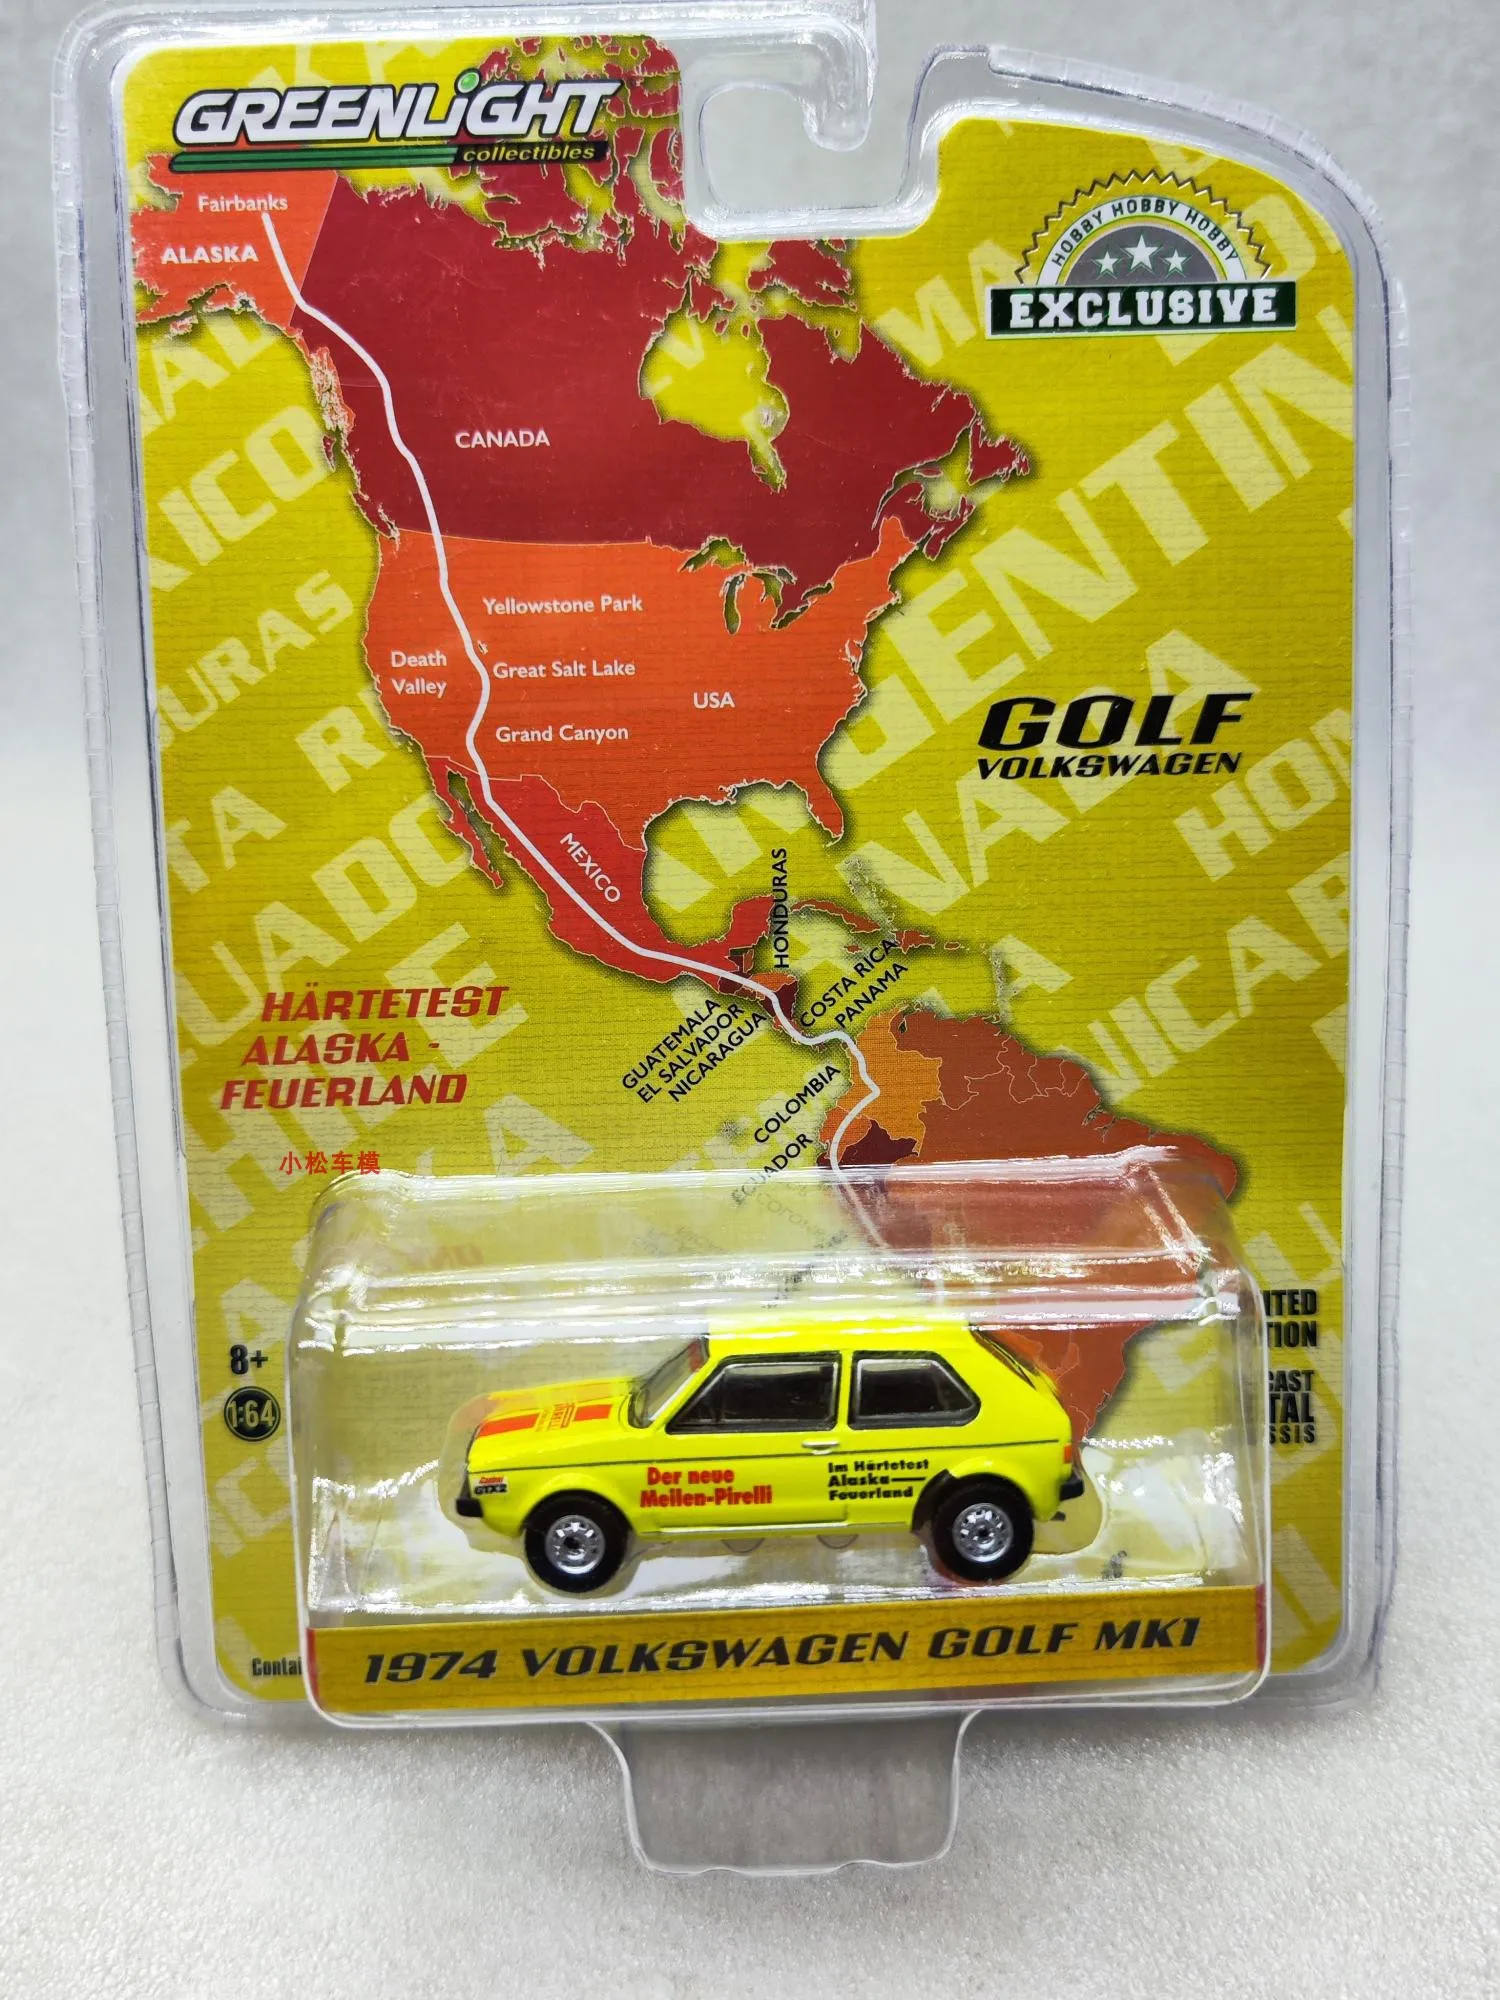 GREENLIGHT
collectibles
HOBBY HOBBY HOBBY
EXCLUSIVE
Fairbanks
ALASKA
CANADA
Yellowstone Park
Death
Valley
Great Salt Lake
USA
Grand Canyon
GOLF
VOLKSWAGEN
MEXICO
HONDURAS
COSTA RICA
PANAMA
GUATEMALA
EL SALVADOR
NICARAGUA
COLOMBIA
ECUADOR
HÄRTETEST
ALASKA -
FEUERLAND
小松车模
8+
1:64
Castrol
GTX2
Der neue
Meilen-Pirelli
Im Härtetest
Alaska—
Feuerland
1974 VOLKSWAGEN GOLF MK1